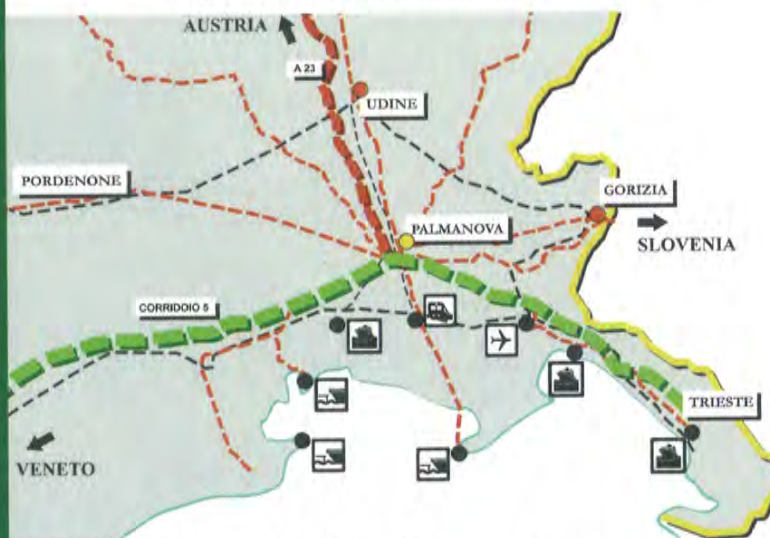 AUSTRIA
A 23
UDINE
PORDENONE
GORIZIA
PALMANOVA
SLOVENIA
CORRIDOIO 5
TRIESTE
VENETO